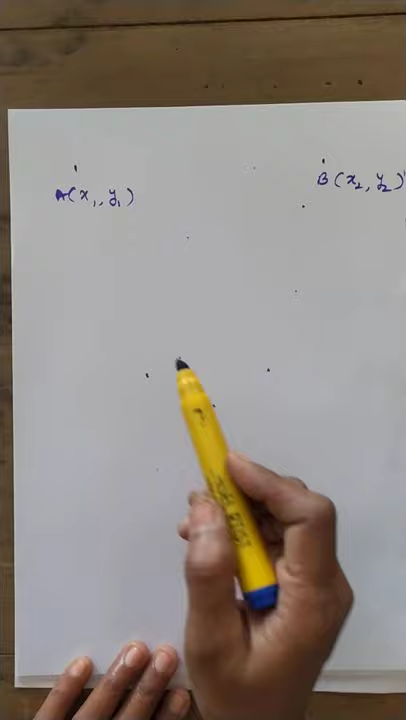 A(x₁, y₁)
B(x₂, y₂)